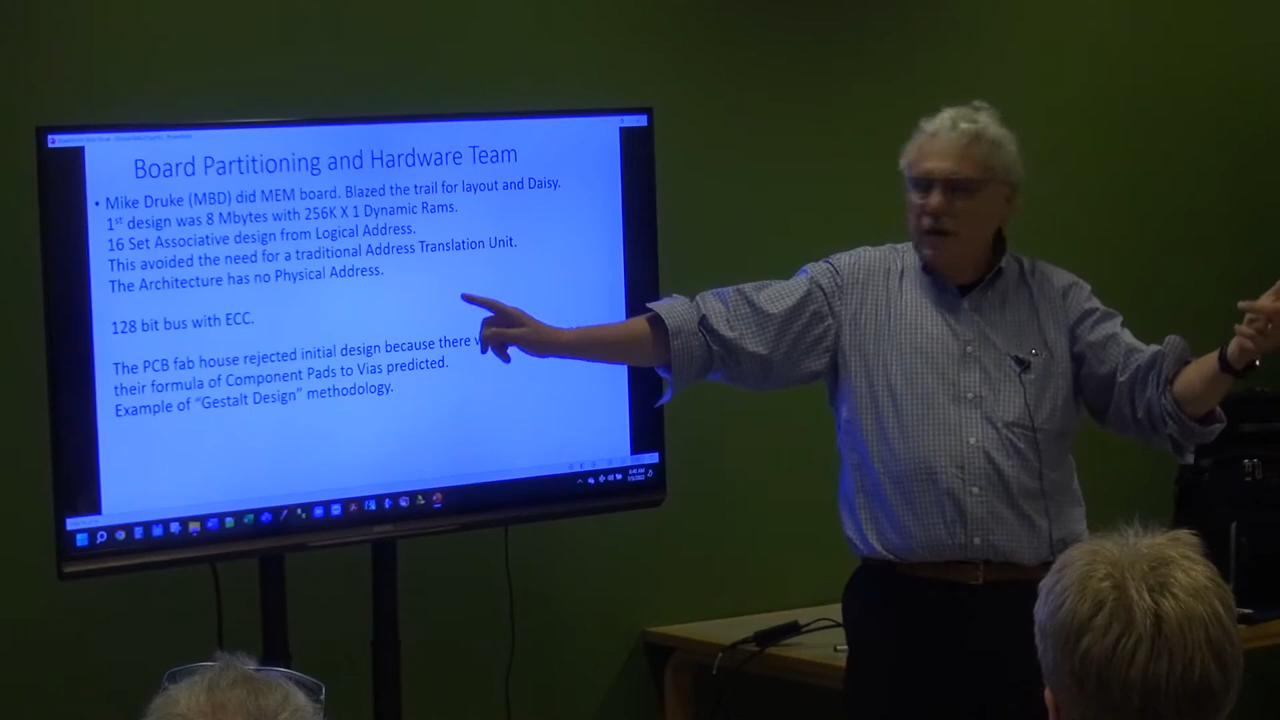 Board Partitioning and Hardware Team
• Mike Druke (MBD) did MEM board. Blazed the trail for layout and Daisy.
1st design was 8 Mbytes with 256K X 1 Dynamic Rams.
16 Set Associative design from Logical Address.
This avoided the need for a traditional Address Translation Unit.
The Architecture has no Physical Address.
128 bit bus with ECC.
The PCB fab house rejected initial design because there
their formula of Component Pads to Vias predicted.
Example of “Gestalt Design” methodology.